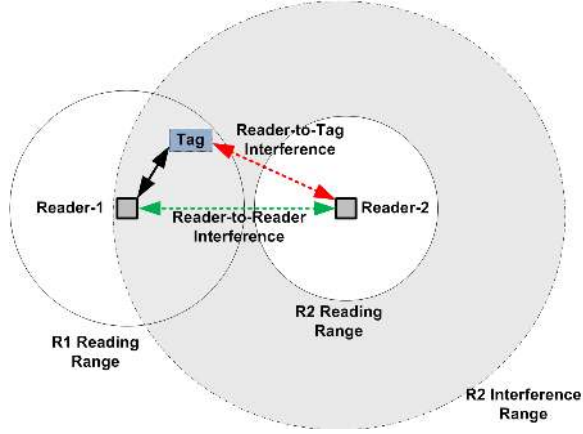 Tag
Reader-to-Tag
Interference
Reader-1
Reader-2
Reader-to-Reader
Interference
R2 Reading
Range
R1 Reading
Range
R2 Interference
Range